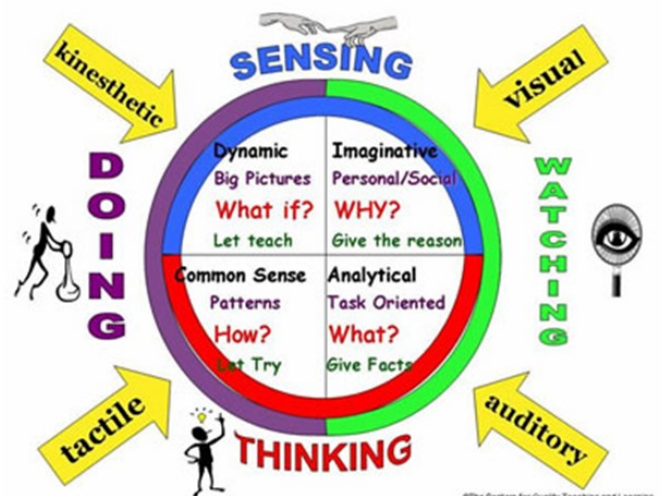 SENSING
kinesthetic
visual
DOING
WATCHING
Dynamic
Big Pictures
What if?
Let teach
Imaginative
Personal/Social
WHY?
Give the reason
Common Sense
Patterns
How?
Let Try
Analytical
Task Oriented
What?
Give Facts
tactile
auditory
THINKING